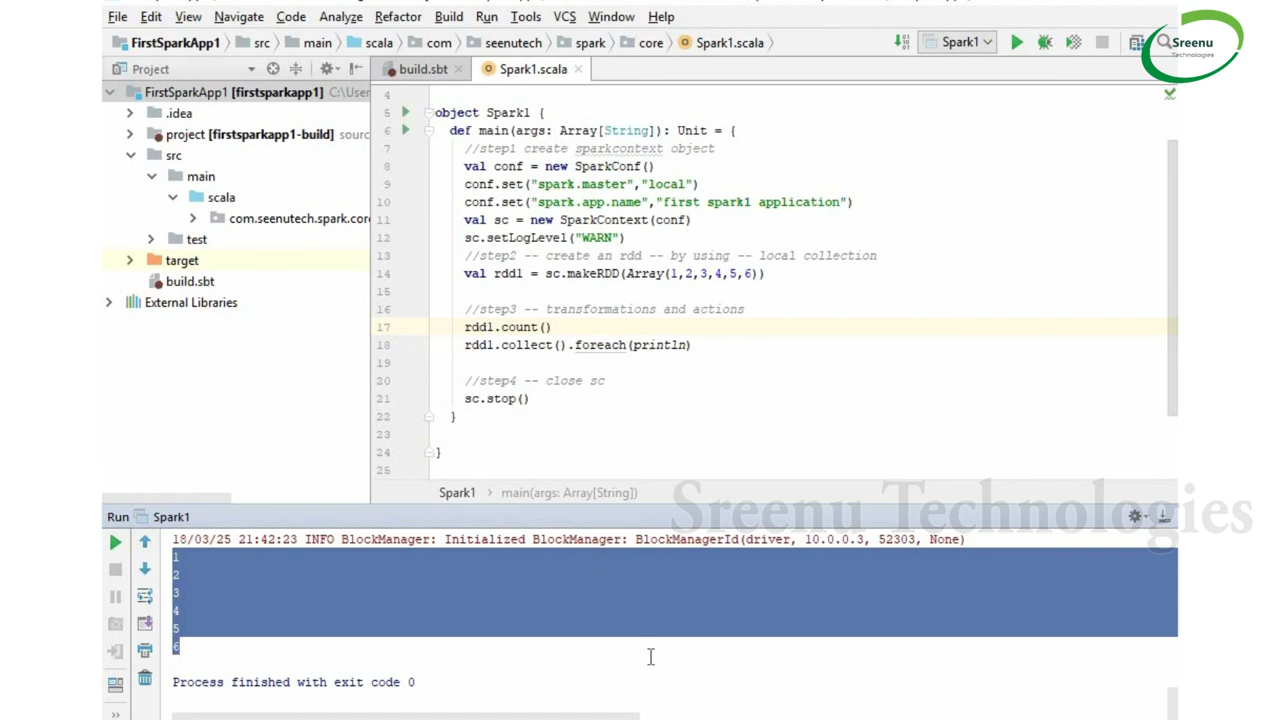 File Edit View Navigate Code Analyze Refactor Build Run Tools VCS Window Help
Sreenu
Technologies
FirstSparkApp1 src main scala com seenutech spark core Spark1.scala Spark1
Project build.sbt Spark1.scala
FirstSparkApp1 [firstsparkapp1] C:\User
.idea
project [firstsparkapp1-build] sourc
src
main
scala
com.seenutech.spark.core
test
target
build.sbt
External Libraries
4
5 object Spark1 {
6 def main(args: Array[String]): Unit = {
7 //step1 create sparkcontext object
8 val conf = new SparkConf()
9 conf.set("spark.master","local")
10 conf.set("spark.app.name","first spark1 application")
11 val sc = new SparkContext(conf)
12 sc.setLogLevel("WARN")
13 //step2 -- create an rdd -- by using -- local collection
14 val rdd1 = sc.makeRDD(Array(1,2,3,4,5,6))
15
16 //step3 -- transformations and actions
17 rdd1.count()
18 rdd1.collect().foreach(println)
19
20 //step4 -- close sc
21 sc.stop()
22 }
23
24 }
25
Spark1 main(args: Array[String])
Sreenu Technologies
Run Spark1
18/03/25 21:42:23 INFO BlockManager: Initialized BlockManager: BlockManagerId(driver, 10.0.0.3, 52303, None)
1
2
3
4
5
6
Process finished with exit code 0